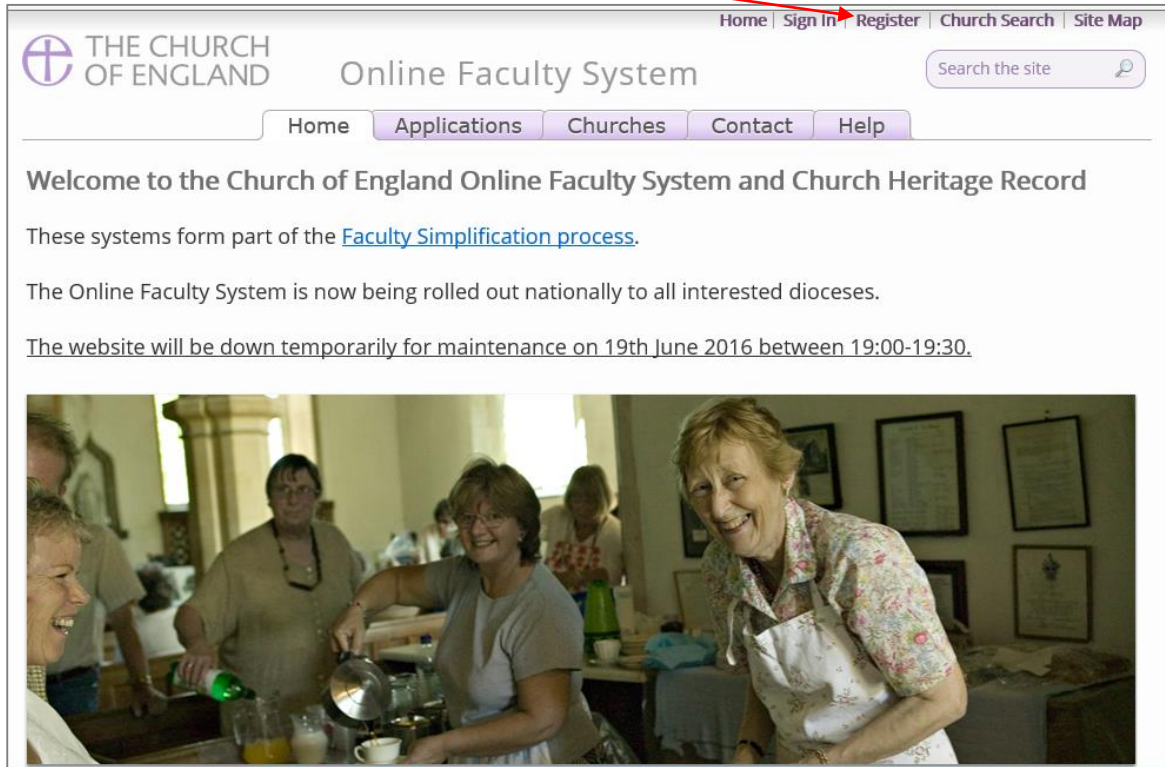 Home | Sign In | Register | Church Search | Site Map
THE CHURCH
OF ENGLAND
Online Faculty System
Search the site
Home Applications Churches Contact Help
Welcome to the Church of England Online Faculty System and Church Heritage Record
These systems form part of the Faculty Simplification process.
The Online Faculty System is now being rolled out nationally to all interested dioceses.
The website will be down temporarily for maintenance on 19th June 2016 between 19:00-19:30.